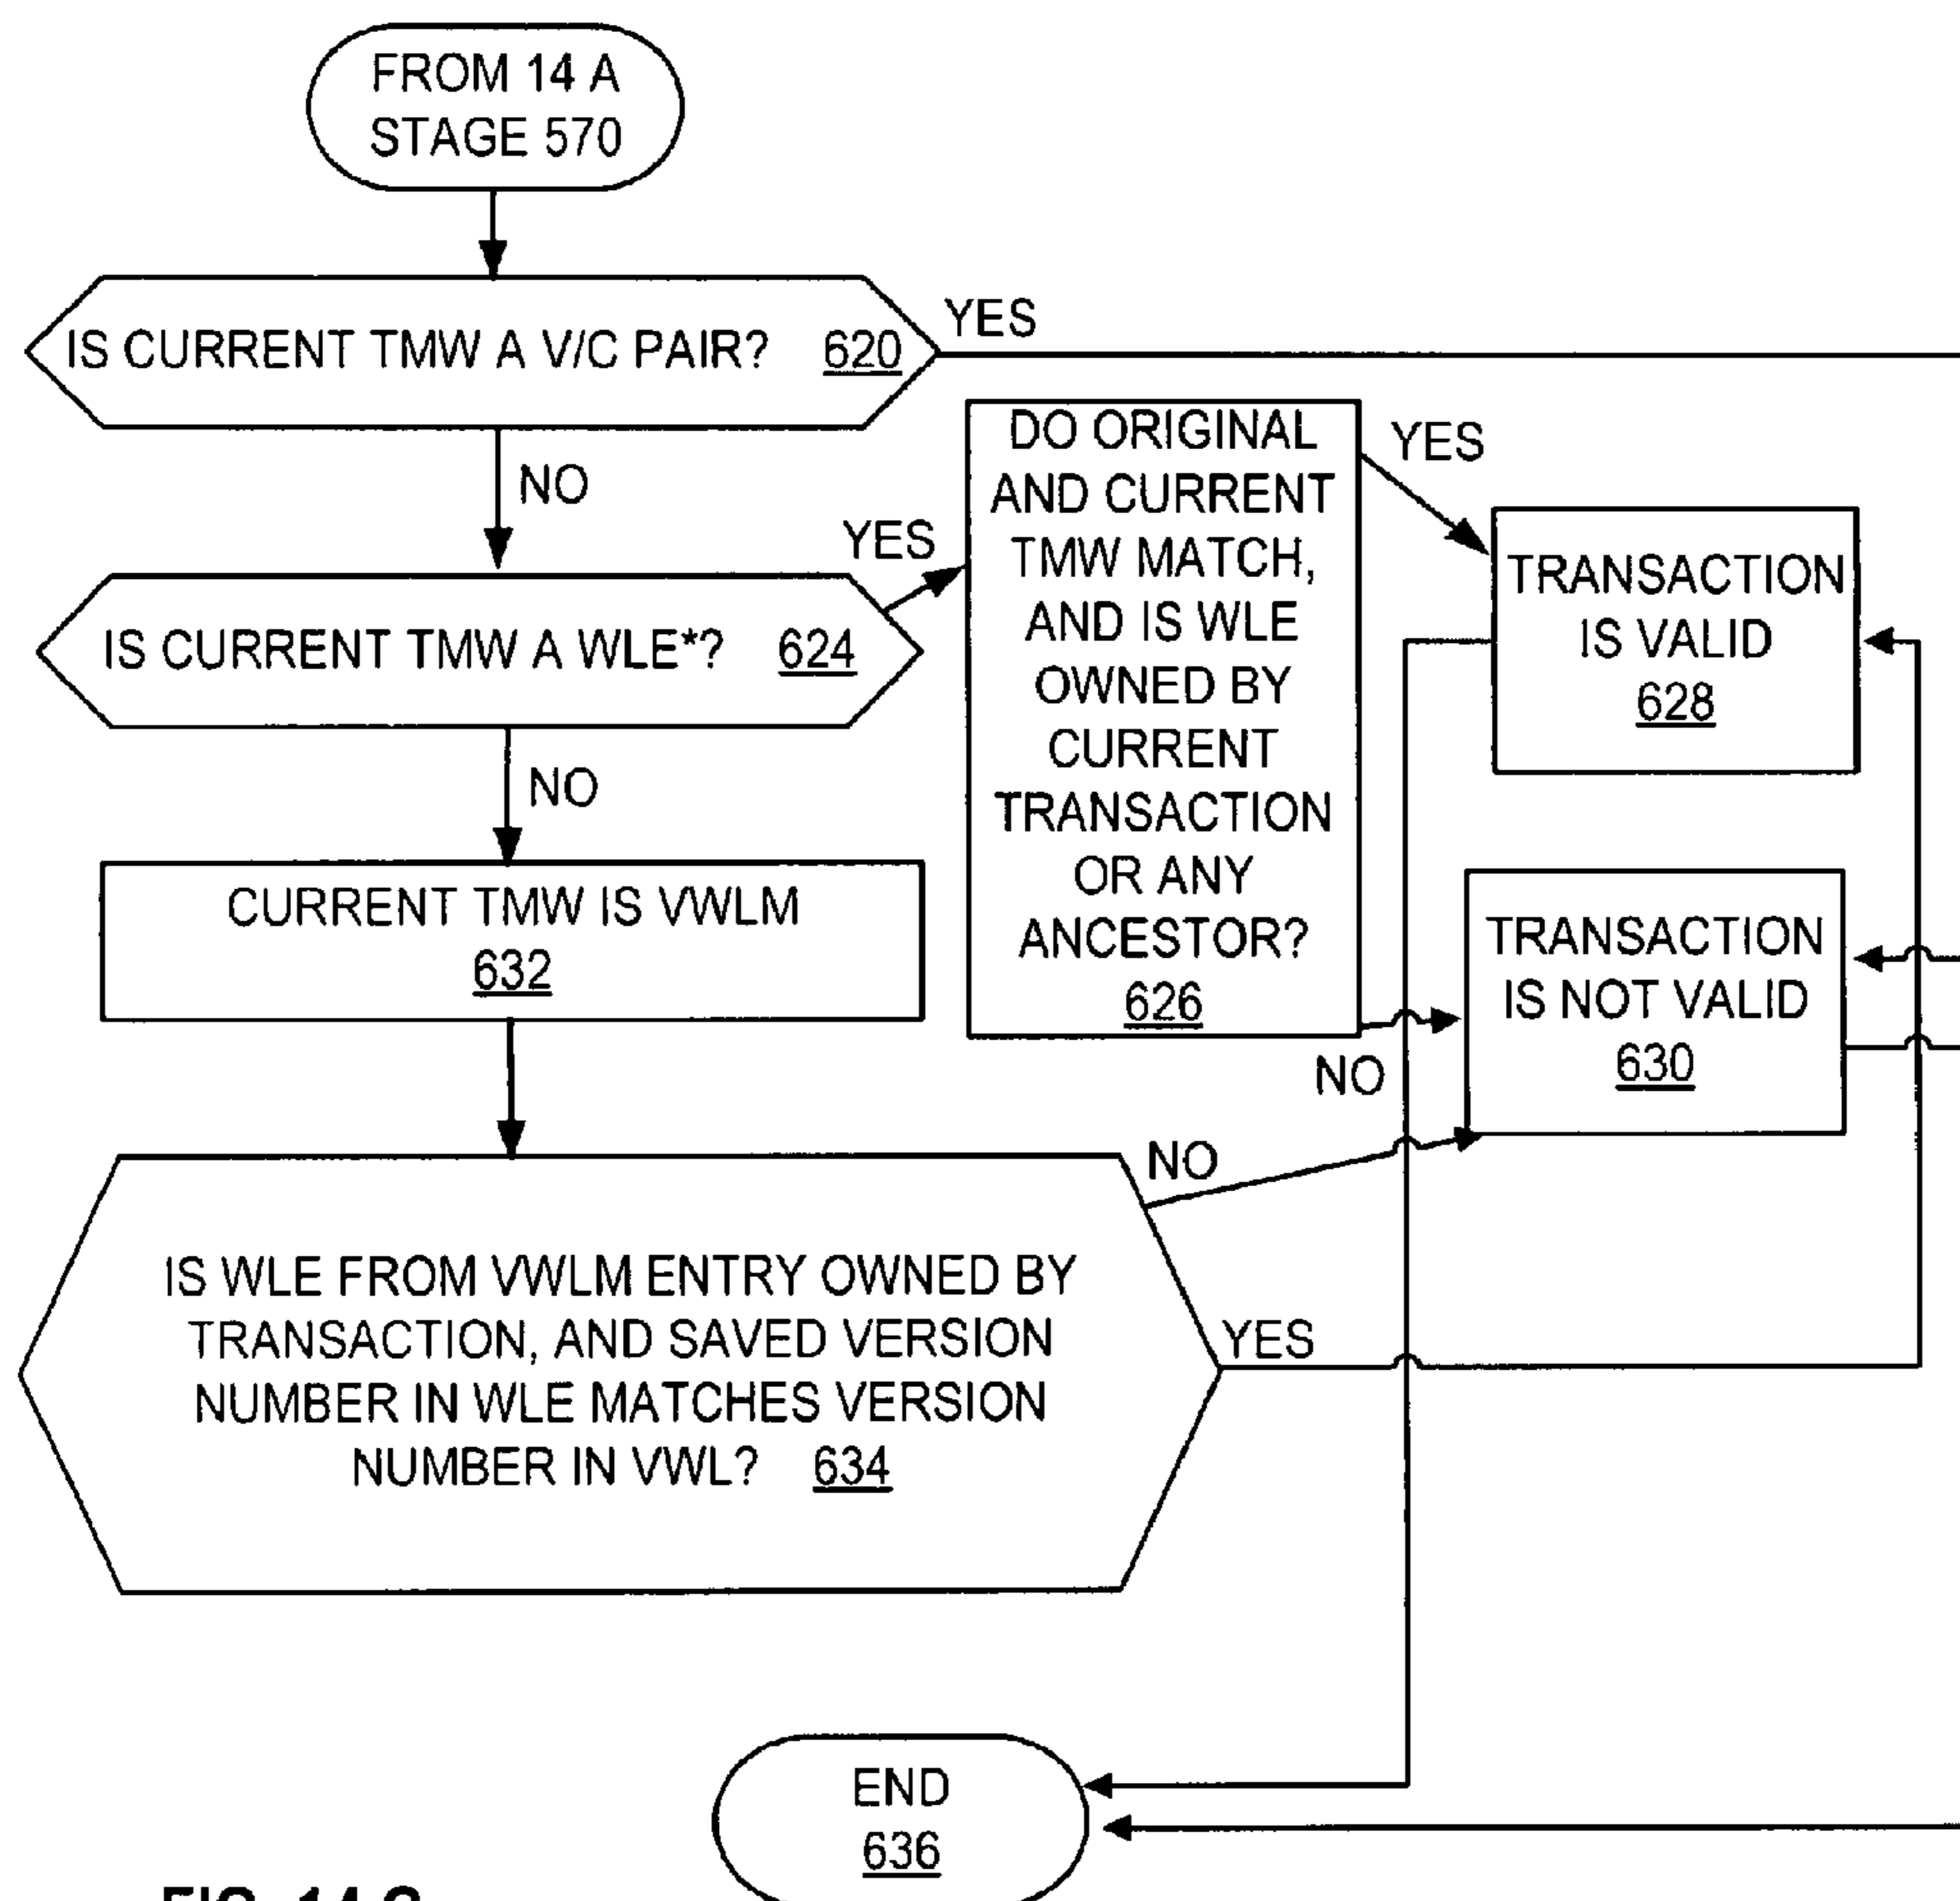 FROM 14 A
STAGE 570
IS CURRENT TMW A V/C PAIR? 620
YES
NO
IS CURRENT TMW A WLE*? 624
YES
NO
DO ORIGINAL
AND CURRENT
TMW MATCH,
AND IS WLE
OWNED BY
CURRENT
TRANSACTION
OR ANY
ANCESTOR?
626
YES
NO
TRANSACTION
IS VALID
628
TRANSACTION
IS NOT VALID
630
CURRENT TMW IS VWLM
632
NO
IS WLE FROM VWLM ENTRY OWNED BY
TRANSACTION, AND SAVED VERSION
NUMBER IN WLE MATCHES VERSION
NUMBER IN VWL? 634
YES
END
636